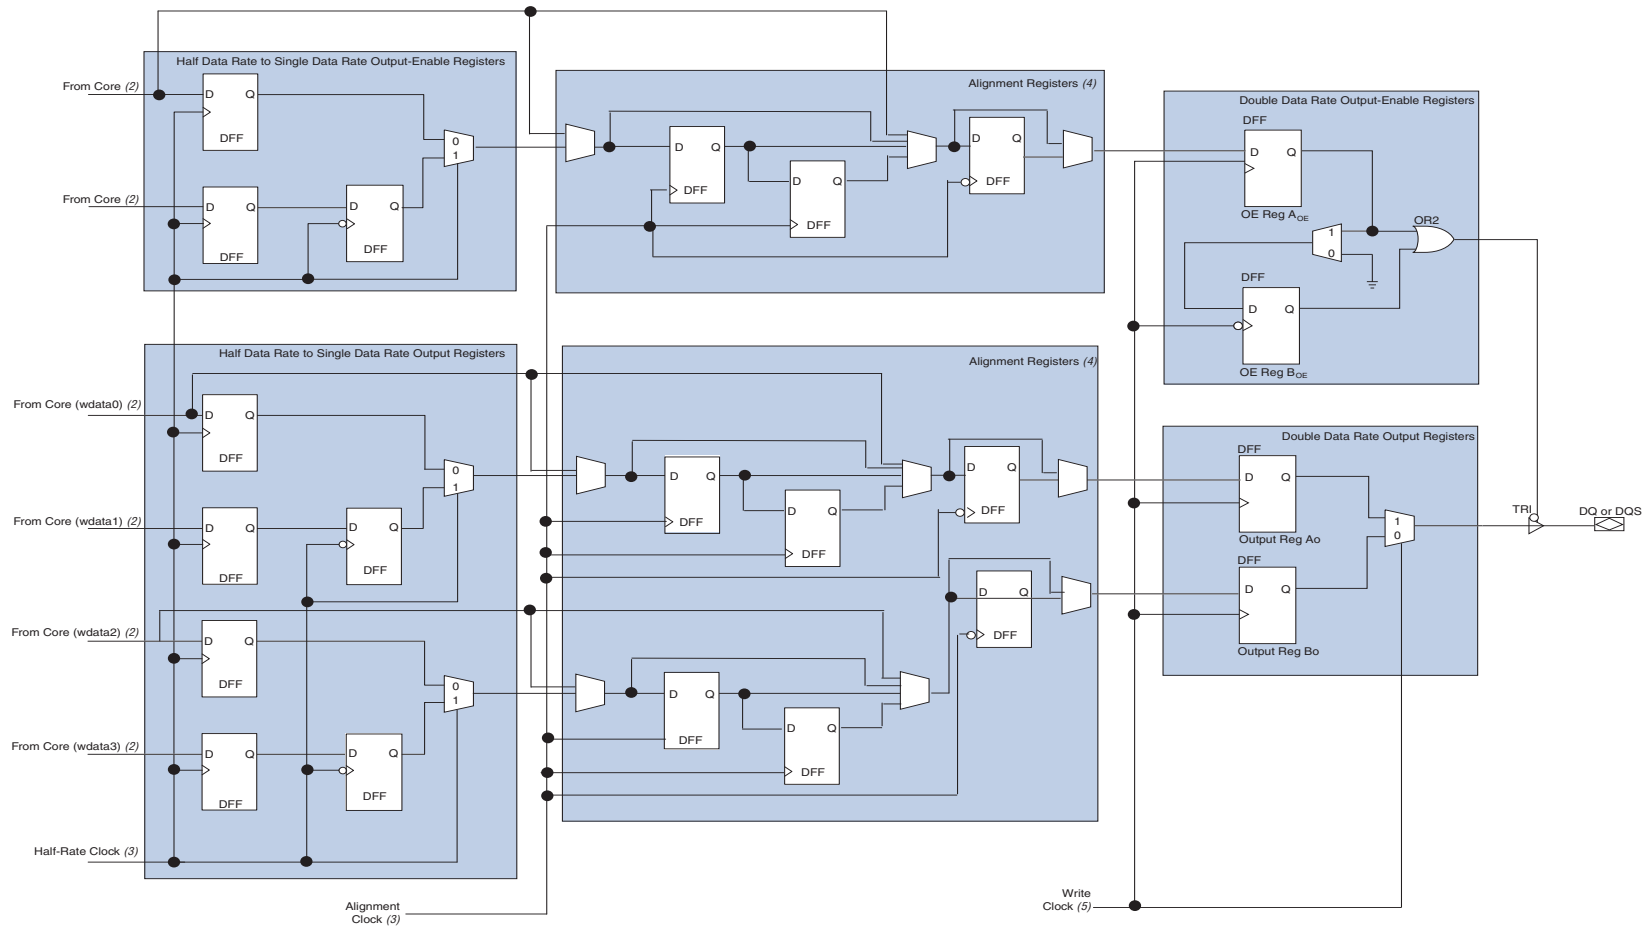 Half Data Rate to Single Data Rate Output-Enable Registers
From Core (2)
D Q
DFF
0
1
From Core (2)
D Q
DFF
D Q
DFF
Alignment Registers (4)
D Q
DFF
D Q
DFF
D Q
DFF
Double Data Rate Output-Enable Registers
DFF
D Q
OE Reg AOE
OR2
1
0
DFF
D Q
OE Reg BOE
Half Data Rate to Single Data Rate Output Registers
From Core (wdata0) (2)
D Q
DFF
0
1
From Core (wdata1) (2)
D Q
DFF
D Q
DFF
From Core (wdata2) (2)
D Q
DFF
0
1
From Core (wdata3) (2)
D Q
DFF
D Q
DFF
Half-Rate Clock (3)
Alignment Registers (4)
D Q
DFF
D Q
DFF
D Q
DFF
D Q
DFF
D Q
DFF
D Q
DFF
Alignment
Clock (3)
Double Data Rate Output Registers
DFF
D Q
Output Reg Ao
1
0
DFF
D Q
Output Reg Bo
TRI
DQ or DQS
Write
Clock (5)